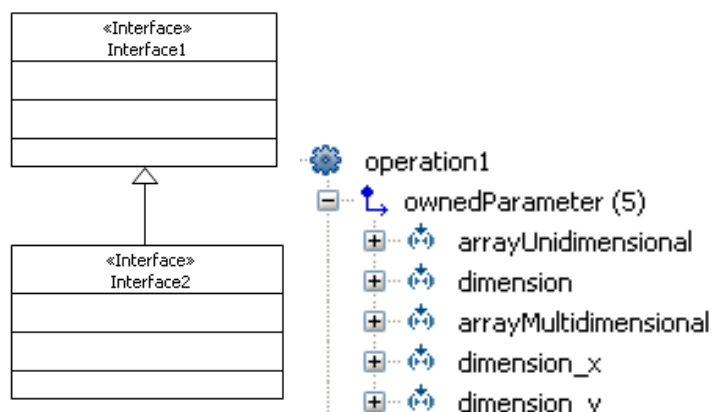 «Interface»
Interface1
«Interface»
Interface2
operation1
ownedParameter (5)
arrayUnidimensional
dimension
arrayMultidimensional
dimension_x
dimension_y